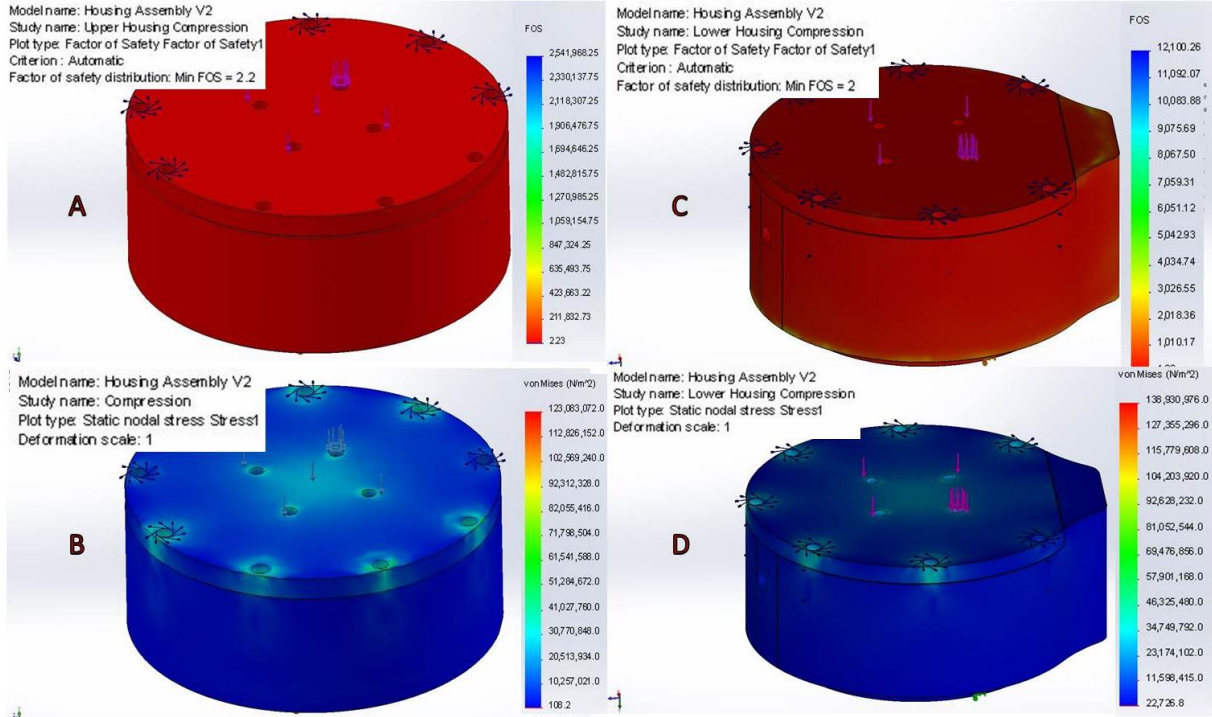 Model name: Housing Assembly V2
Study name: Upper Housing Compression
Plot type: Factor of Safety Factor of Safety1
Criterion : Automatic
Factor of safety distribution: Min FOS = 2.2
FOS
2,541,968.25
2,330,137.75
2,118,307.25
1,906,476.75
1,694,646.25
1,482,815.75
1,270,985.25
1,059,154.75
847,324.25
635,493.75
423,663.22
211,832.73
2.23
A
Model name: Housing Assembly V2
Study name: Lower Housing Compression
Plot type: Factor of Safety Factor of Safety1
Criterion : Automatic
Factor of safety distribution: Min FOS = 2
FOS
12,100.26
11,092.07
10,083.88
9,075.69
8,067.50
7,059.31
6,051.12
5,042.93
4,034.74
3,026.55
2,018.36
1,010.17
C
Model name: Housing Assembly V2
Study name: Compression
Plot type: Static nodal stress Stress1
Deformation scale: 1
von Mises (N/m^2)
123,083,072.0
112,826,152.0
102,569,240.0
92,312,328.0
82,055,416.0
71,798,504.0
61,541,588.0
51,284,672.0
41,027,760.0
30,770,848.0
20,513,934.0
10,257,021.0
108.2
B
Model name: Housing Assembly V2
Study name: Lower Housing Compression
Plot type: Static nodal stress Stress1
Deformation scale: 1
von Mises (N/m^2)
138,930,976.0
127,355,296.0
115,779,608.0
104,203,920.0
92,628,232.0
81,052,544.0
69,476,856.0
57,901,168.0
46,325,480.0
34,749,792.0
23,174,102.0
11,598,415.0
22,726.8
D